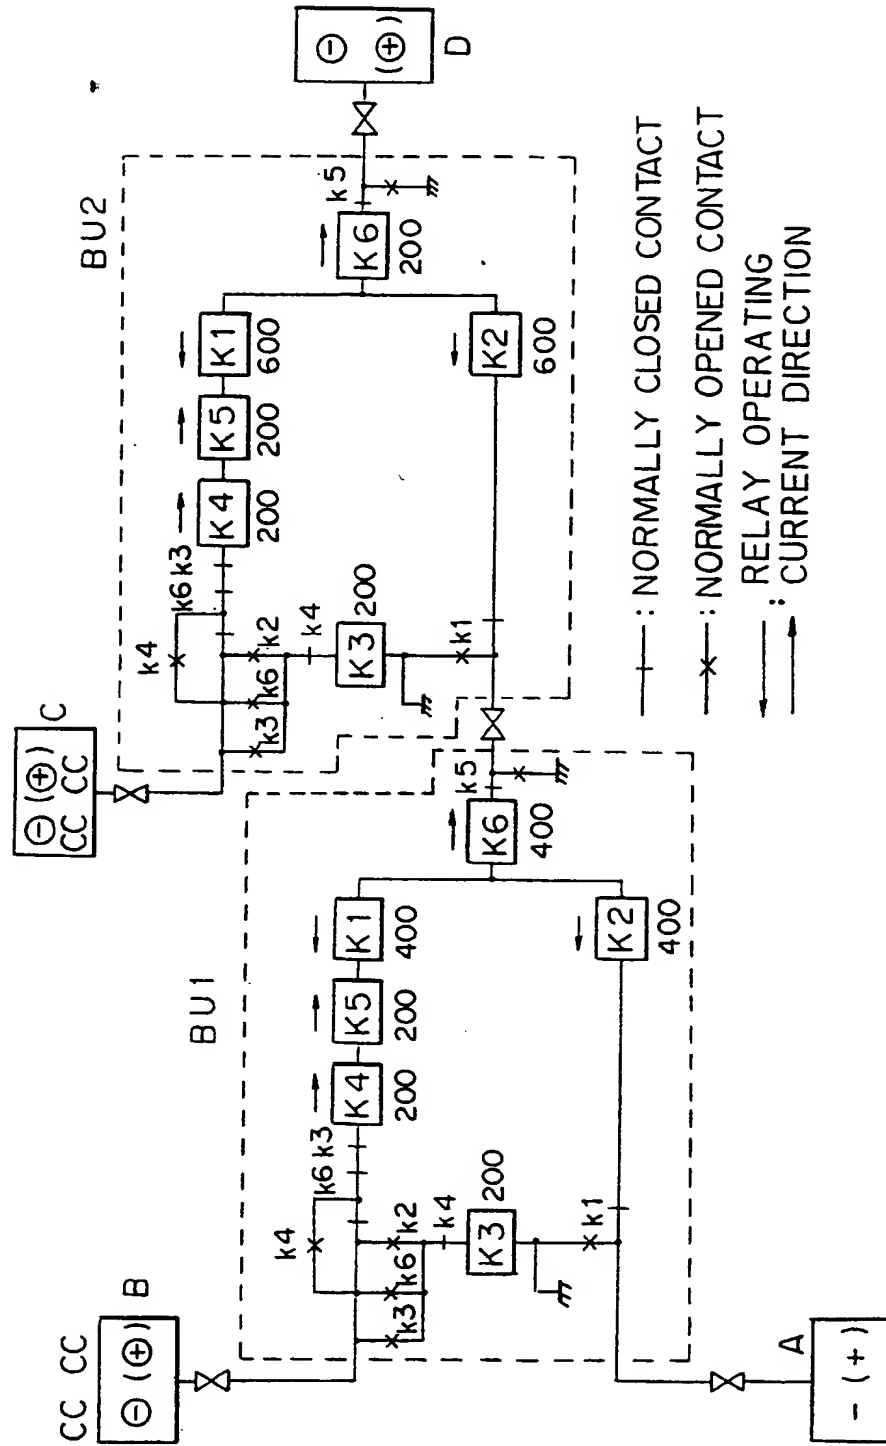 CC CC
⊖ (⊕) B
BU1
k4
k6 k3
K4
200
K5
200
K1
400
k2
k6
k3
k4
K3
200
k1
K2
400
K6
400
k5
A
- (+)
⊖ (⊕) C
CC CC
BU2
k4
k6 k3
K4
200
K5
200
K1
600
k2
k6
k3
k4
K3
200
k1
K2
600
K6
200
k5
⊖ (⊕)
D
: NORMALLY CLOSED CONTACT
: NORMALLY OPENED CONTACT
: RELAY OPERATING
CURRENT DIRECTION